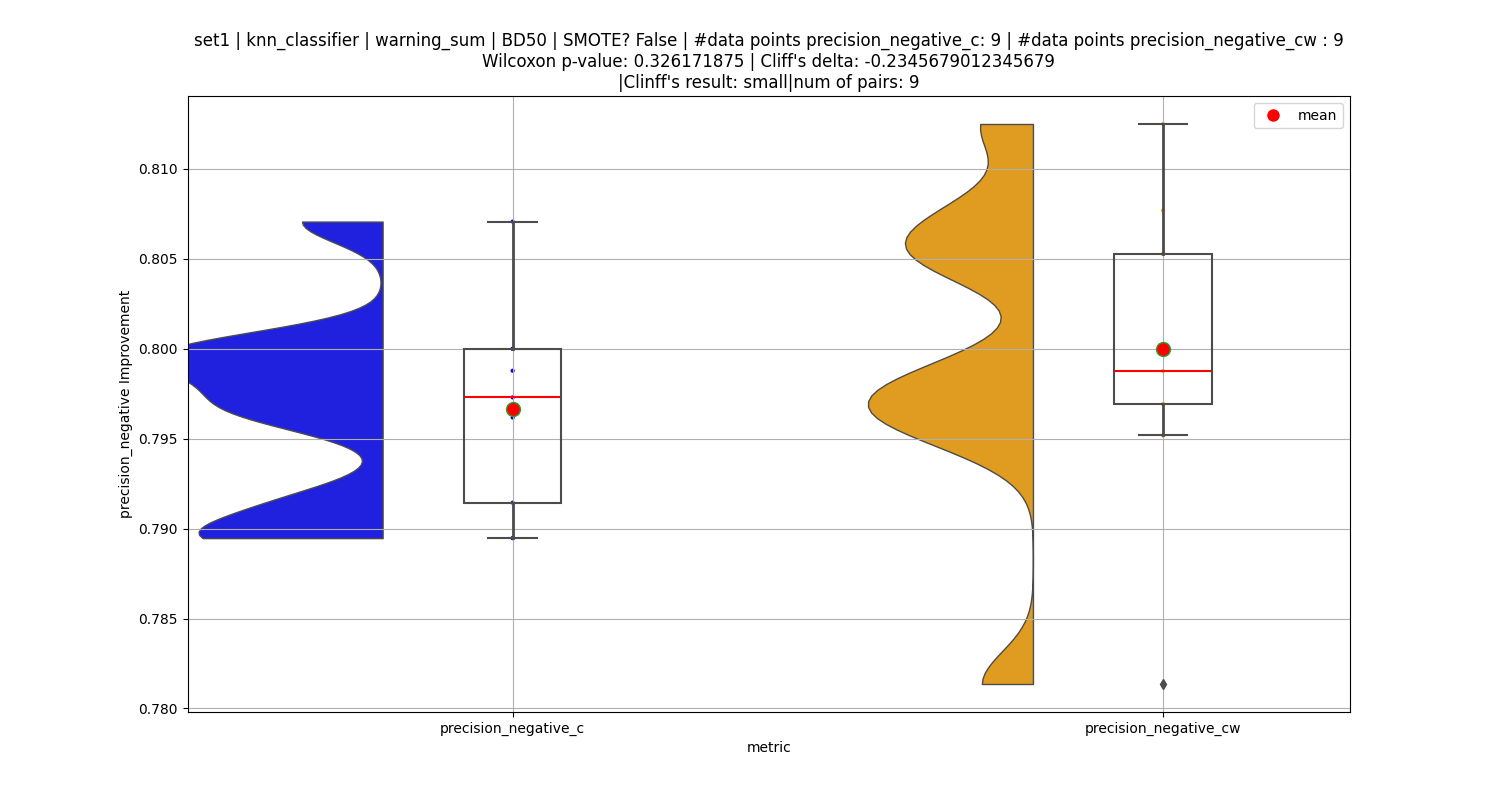 set1 | knn_classifier | warning_sum | BD50 | SMOTE? False | #data points precision_negative_c: 9 | #data points precision_negative_cw : 9
Wilcoxon p-value: 0.326171875 | Cliff's delta: -0.2345679012345679
|Clinff's result: small|num of pairs: 9
mean
0.810
0.805
0.800
0.795
0.790
0.785
0.780
precision_negative Improvement
precision_negative_c
precision_negative_cw
metric